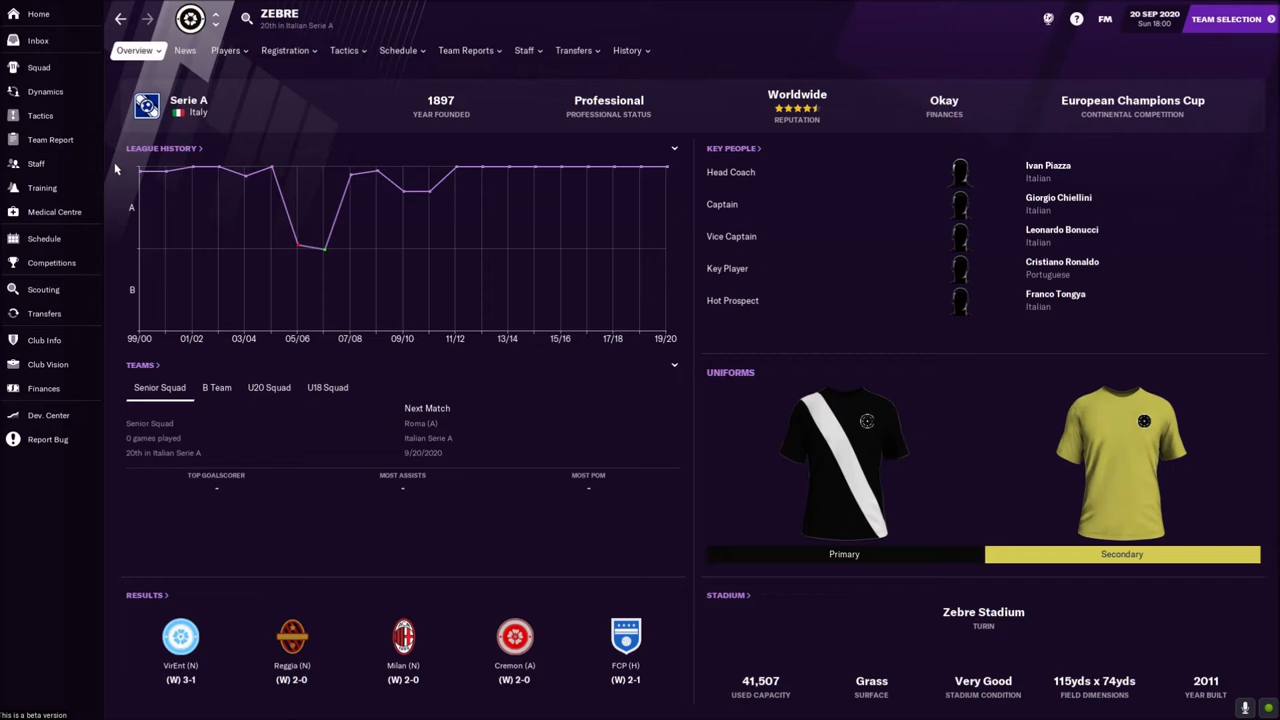 Home
Inbox
Squad
Dynamics
Tactics
Team Report
Staff
Training
Medical Centre
Schedule
Competitions
Scouting
Transfers
Club Info
Club Vision
Finances
Dev. Center
Report Bug
This is a beta version
ZEBRE
20th in Italian Serie A
?
FM
20 SEP 2020
Sun 18:00
TEAM SELECTION
Overview News Players Registration Tactics Schedule Team Reports Staff Transfers History
Serie A
Italy
1897
YEAR FOUNDED
Professional
PROFESSIONAL STATUS
Worldwide
REPUTATION
Okay
FINANCES
European Champions Cup
CONTINENTAL COMPETITION
LEAGUE HISTORY >
A
B
99/00 01/02 03/04 05/06 07/08 09/10 11/12 13/14 15/16 17/18 19/20
TEAMS >
Senior Squad B Team U20 Squad U18 Squad
Next Match
Senior Squad Roma (A)
0 games played Italian Serie A
20th in Italian Serie A 9/20/2020
TOP GOALSCORER MOST ASSISTS MOST POM
- - -
RESULTS >
VirEnt (N) Reggia (N) Milan (N) Cremon (A) FCP (H)
(W) 3-1 (W) 2-0 (W) 2-0 (W) 2-0 (W) 2-1
KEY PEOPLE >
Head Coach Ivan Piazza
Italian
Captain Giorgio Chiellini
Italian
Vice Captain Leonardo Bonucci
Italian
Key Player Cristiano Ronaldo
Portuguese
Hot Prospect Franco Tongya
Italian
UNIFORMS
Primary Secondary
STADIUM >
Zebre Stadium
TURIN
41,507 Grass Very Good 115yds x 74yds 2011
USED CAPACITY SURFACE STADIUM CONDITION FIELD DIMENSIONS YEAR BUILT